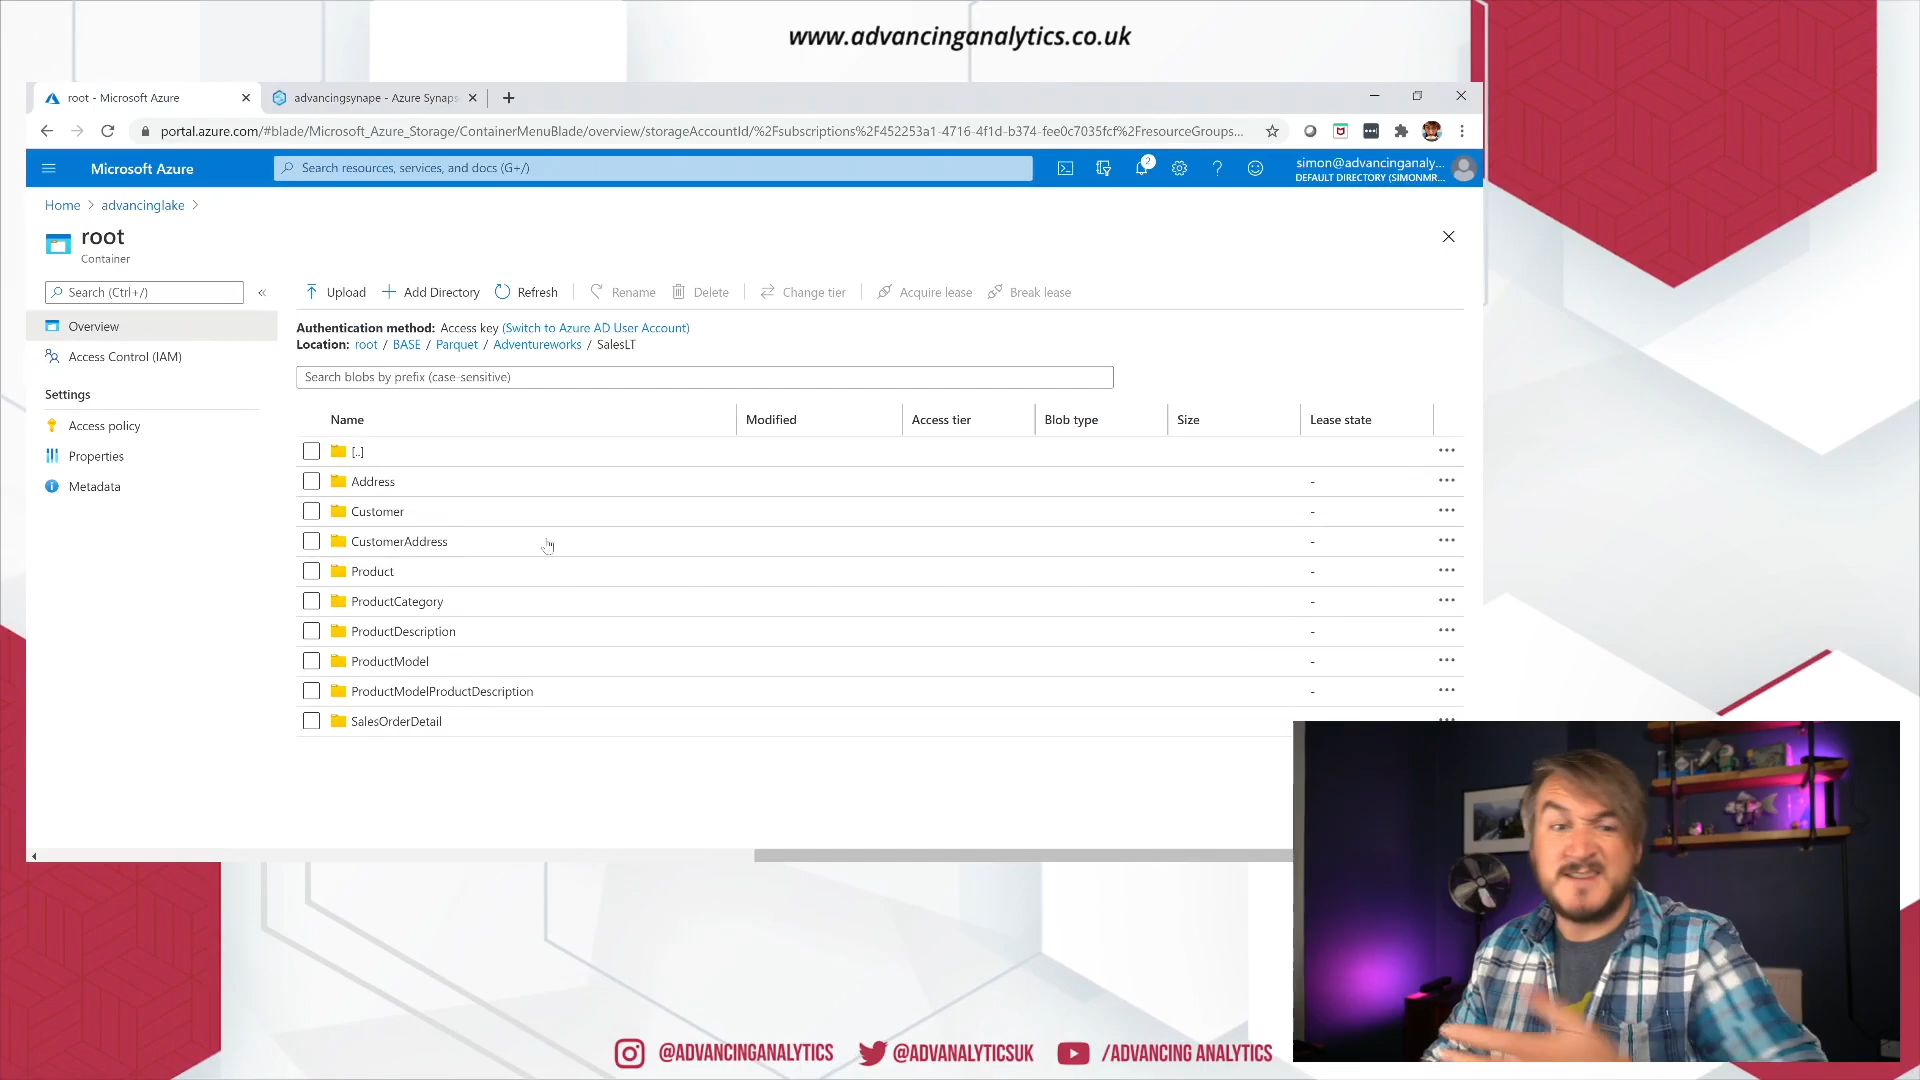 www.advancinganalytics.co.uk
root - Microsoft Azure
advancingsynape - Azure Synaps
portal.azure.com/#blade/Microsoft_Azure_Storage/ContainerMenuBlade/overview/storageAccountId/%2Fsubscriptions%2F452253a1-4716-4f1d-b374-fee0c7035fcf%2FresourceGroups...
Microsoft Azure
Search resources, services, and docs (G+/)
2
simon@advancinganaly...
DEFAULT DIRECTORY (SIMONMR...
Home > advancinglake >
root
Container
Search (Ctrl+/)
Upload
Add Directory
Refresh
Rename
Delete
Change tier
Acquire lease
Break lease
Overview
Access Control (IAM)
Settings
Access policy
Properties
Metadata
Authentication method: Access key (Switch to Azure AD User Account)
Location: root / BASE / Parquet / Adventureworks / SalesLT
Search blobs by prefix (case-sensitive)
Name Modified Access tier Blob type Size Lease state
[..]
Address -
Customer -
CustomerAddress -
Product -
ProductCategory -
ProductDescription -
ProductModel -
ProductModelProductDescription -
SalesOrderDetail
@ADVANCINGANALYTICS
@ADVANALYTICSUK
/ADVANCING ANALYTICS